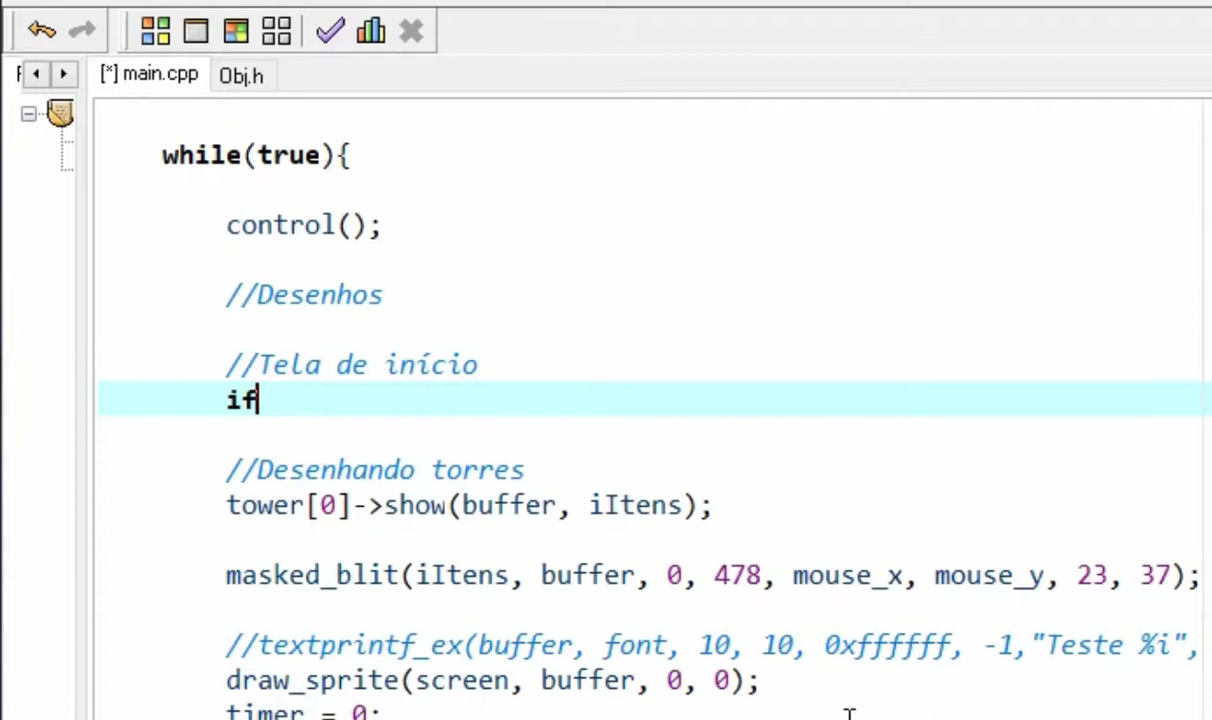 [*] main.cpp Obj.h
while(true){
control();
//Desenhos
//Tela de início
if
//Desenhando torres
tower[0]->show(buffer, iItens);
masked_blit(iItens, buffer, 0, 478, mouse_x, mouse_y, 23, 37);
//textprintf_ex(buffer, font, 10, 10, 0xffffff, -1,"Teste %i",
draw_sprite(screen, buffer, 0, 0);
timer = 0;